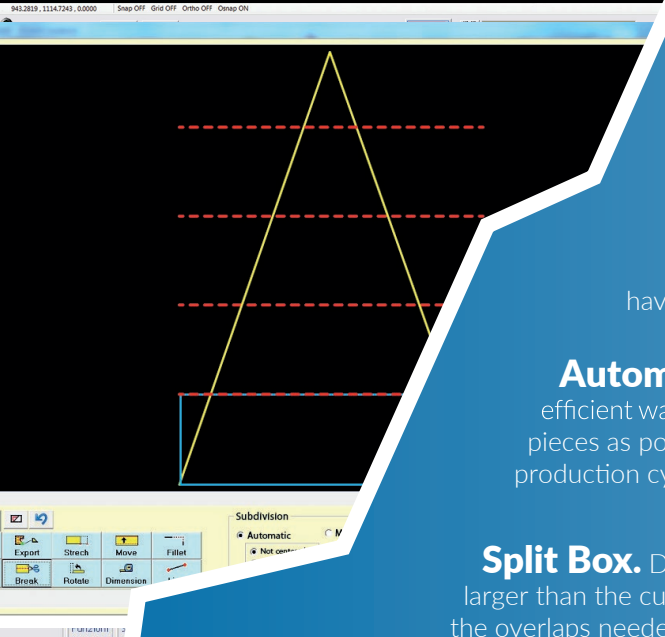 943.2819 , 1114.7243 , 0.0000 Snap OFF Grid OFF Ortho OFF Osnap ON
hav
Autom
efficient wa
pieces as po
production cy
Subdivision
Automatic M
Not cente
Export Strech Move Fillet
Break Rotate Dimension
Split Box. D
larger than the cu
the overlaps neede
Funzioni